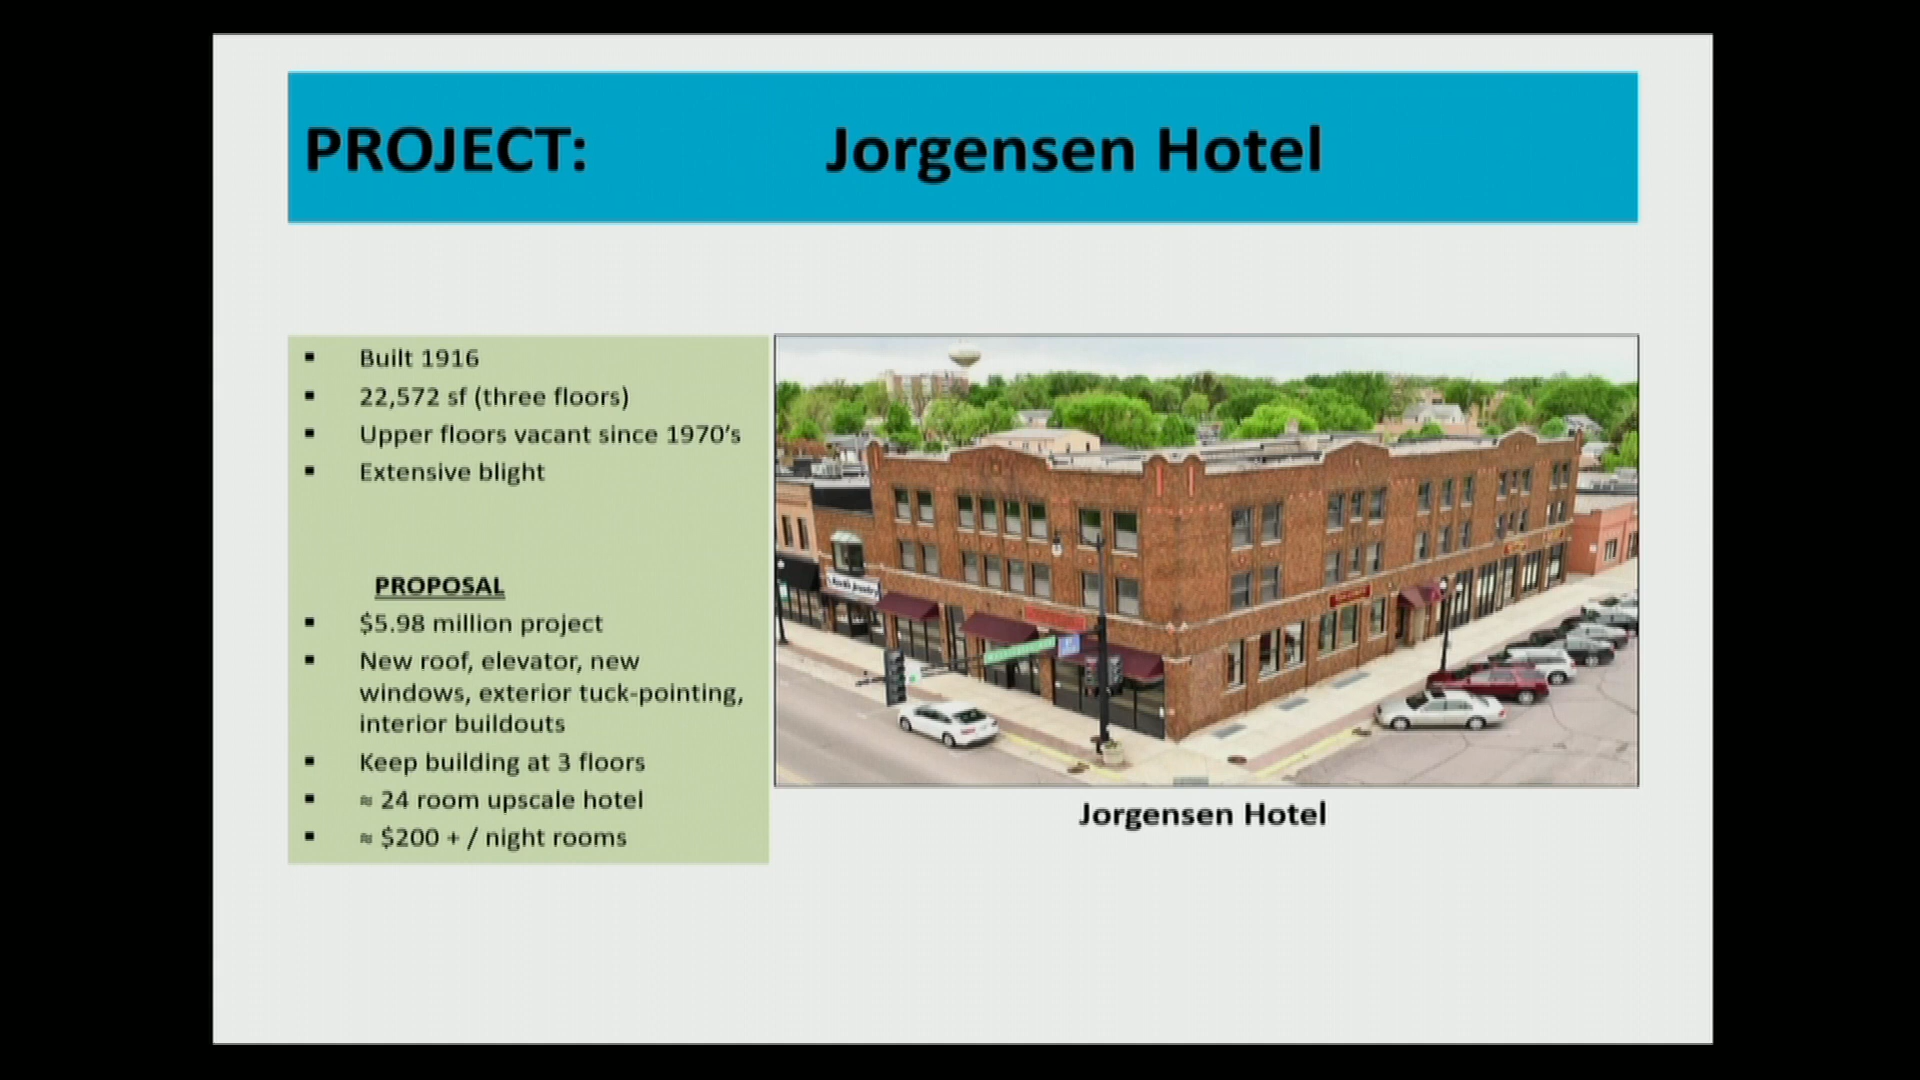 PROJECT: Jorgensen Hotel
▪ Built 1916
▪ 22,572 sf (three floors)
▪ Upper floors vacant since 1970's
▪ Extensive blight
PROPOSAL
▪ $5.98 million project
▪ New roof, elevator, new
windows, exterior tuck-pointing,
interior buildouts
▪ Keep building at 3 floors
▪ ≈ 24 room upscale hotel
▪ ≈ $200 + / night rooms
Jorgensen Hotel